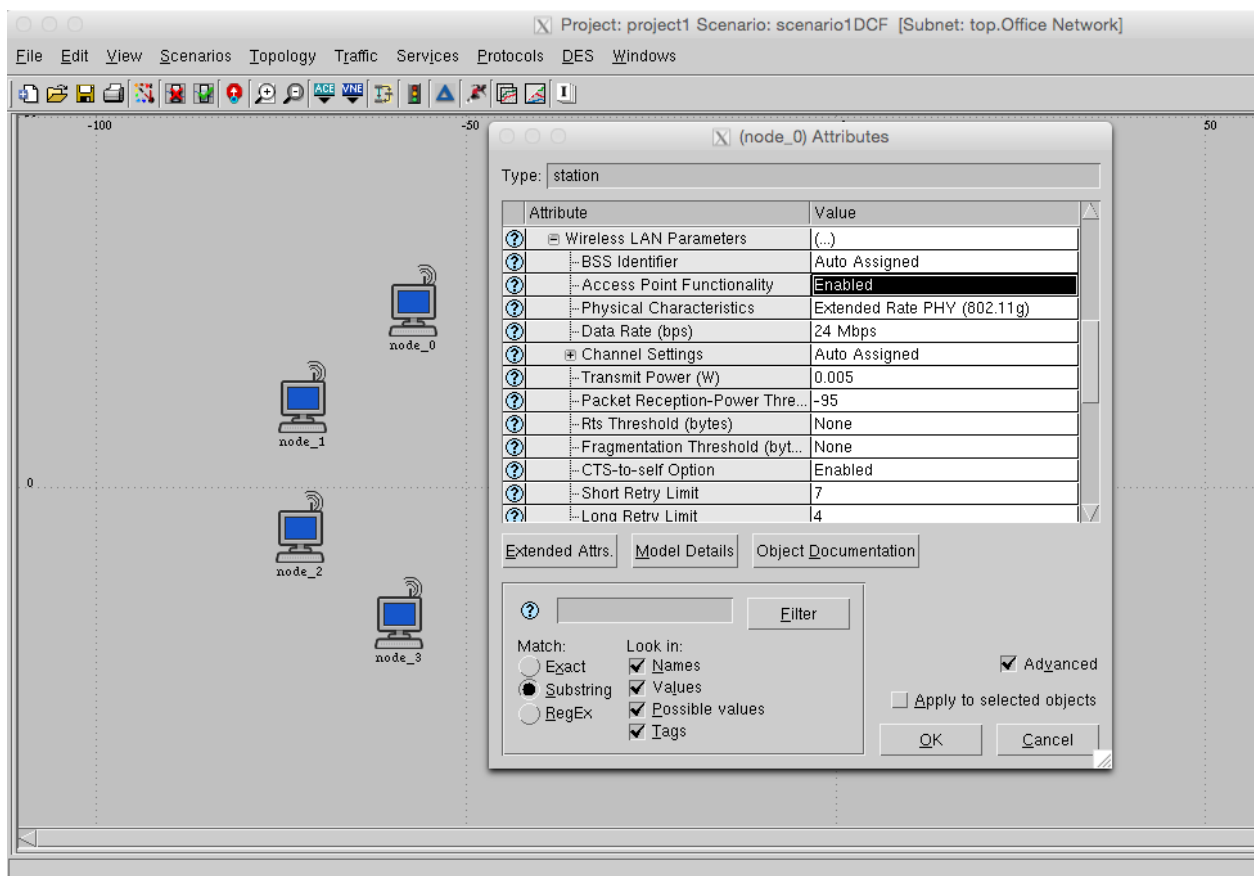 Project: project1 Scenario: scenario1DCF [Subnet: top.Office Network]
File Edit View Scenarios Topology Traffic Services Protocols DES Windows
ACE VNE
-100 -50 50
(node_0) Attributes
Type: station
Attribute Value
Wireless LAN Parameters (...)
BSS Identifier Auto Assigned
Access Point Functionality Enabled
Physical Characteristics Extended Rate PHY (802.11g)
Data Rate (bps) 24 Mbps
Channel Settings Auto Assigned
Transmit Power (W) 0.005
Packet Reception-Power Thre... -95
Rts Threshold (bytes) None
Fragmentation Threshold (byt... None
CTS-to-self Option Enabled
Short Retry Limit 7
Long Retry Limit 4
Extended Attrs. Model Details Object Documentation
Filter
Match: Look in:
Exact Names
Substring Values
RegEx Possible values
Tags
Advanced
Apply to selected objects
OK Cancel
node_0
node_1
0
node_2
node_3